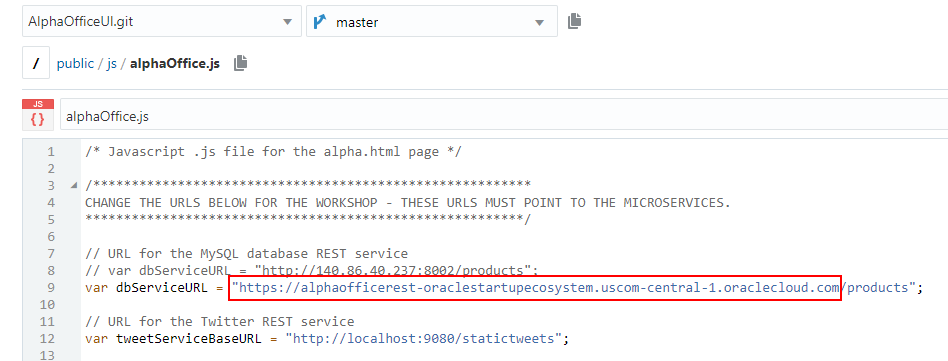 AlphaOfficeUI.git master
/ public / js / alphaOffice.js
JS
{} alphaOffice.js
1 /* Javascript .js file for the alpha.html page */
2
3 /*********************************************************
4 CHANGE THE URLS BELOW FOR THE WORKSHOP - THESE URLS MUST POINT TO THE MICROSERVICES.
5 *********************************************************/
6
7 // URL for the MySQL database REST service
8 // var dbServiceURL = "http://140.86.40.237:8002/products";
9 var dbServiceURL = "https://alphaofficerest-oraclestartupecosystem.uscom-central-1.oraclecloud.com/products";
10
11 // URL for the Twitter REST service
12 var tweetServiceBaseURL = "http://localhost:9080/statictweets";
13